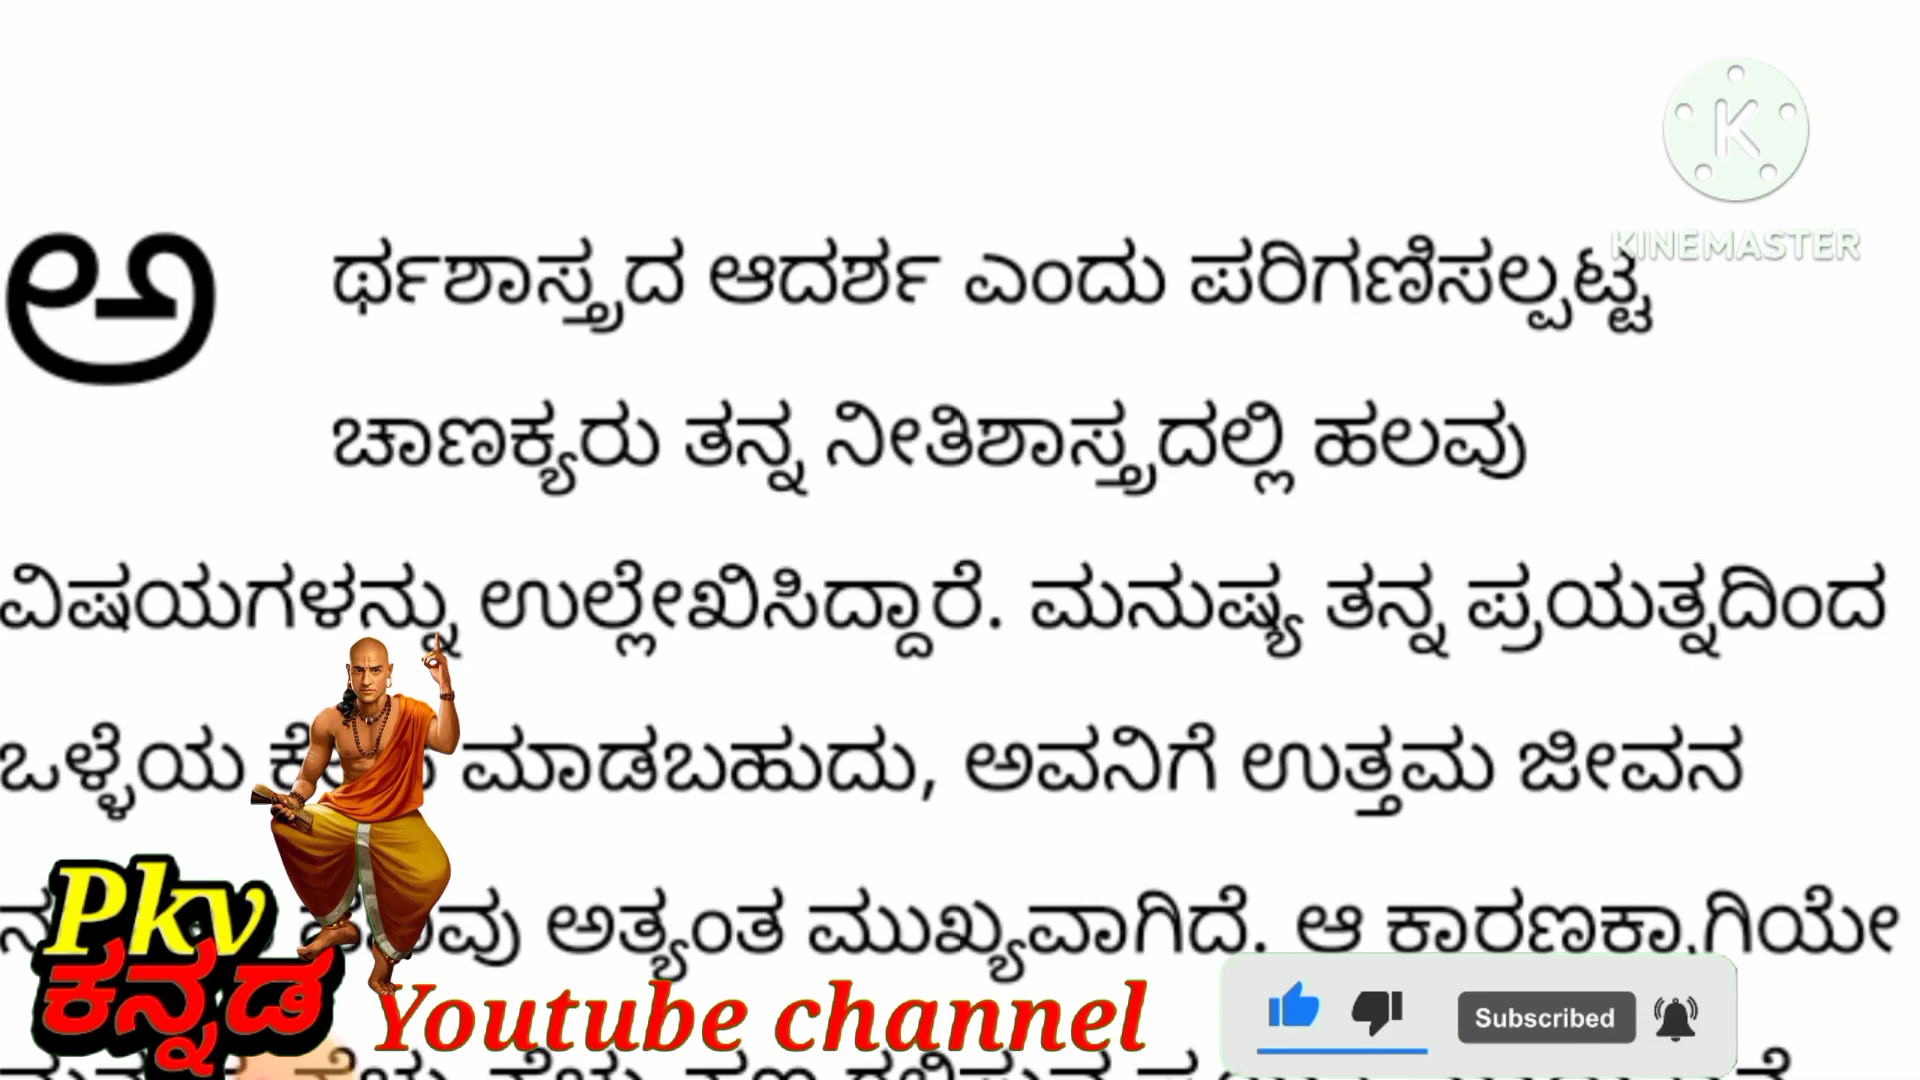 KINEMASTER
ಅರ್ಥಶಾಸ್ತ್ರದ ಆದರ್ಶ ಎಂದು ಪರಿಗಣಿಸಲ್ಪಟ್ಟ
ಚಾಣಕ್ಯರು ತನ್ನ ನೀತಿಶಾಸ್ತ್ರದಲ್ಲಿ ಹಲವು
ವಿಷಯಗಳನ್ನು ಉಲ್ಲೇಖಿಸಿದ್ದಾರೆ. ಮನುಷ್ಯ ತನ್ನ ಪ್ರಯತ್ನದಿಂದ
ಒಳ್ಳೆಯ ಮಾಡಬಹುದು, ಅವನಿಗೆ ಉತ್ತಮ ಜೀವನ
ಅತ್ಯಂತ ಮುಖ್ಯವಾಗಿದೆ. ಆ ಕಾರಣಕ್ಕಾಗಿಯೇ
Pkv
ಕನ್ನಡ
Youtube channel
Subscribed